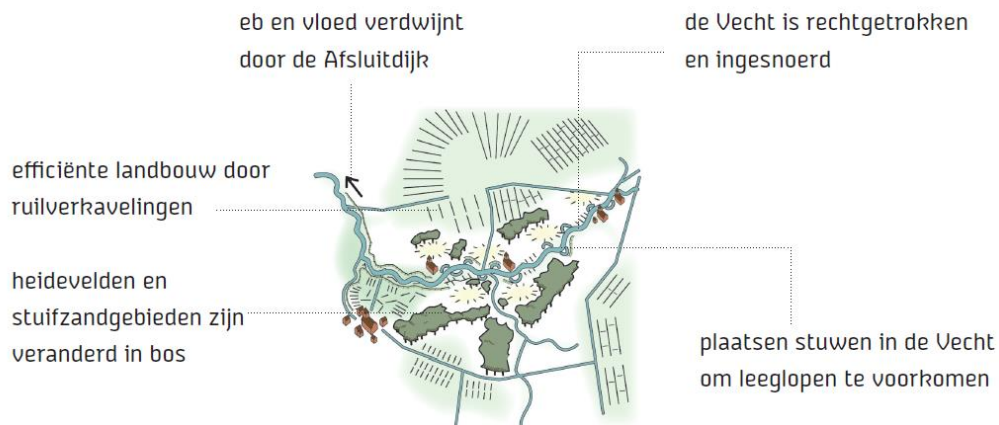 eb en vloed verdwijnt
door de Afsluitdijk
de Vecht is rechtgetrokken
en ingesnoerd
efficiënte landbouw door
ruilverkavelingen
heidevelden en
stuifzandgebieden zijn
veranderd in bos
plaatsen stuwen in de Vecht
om leeglopen te voorkomen